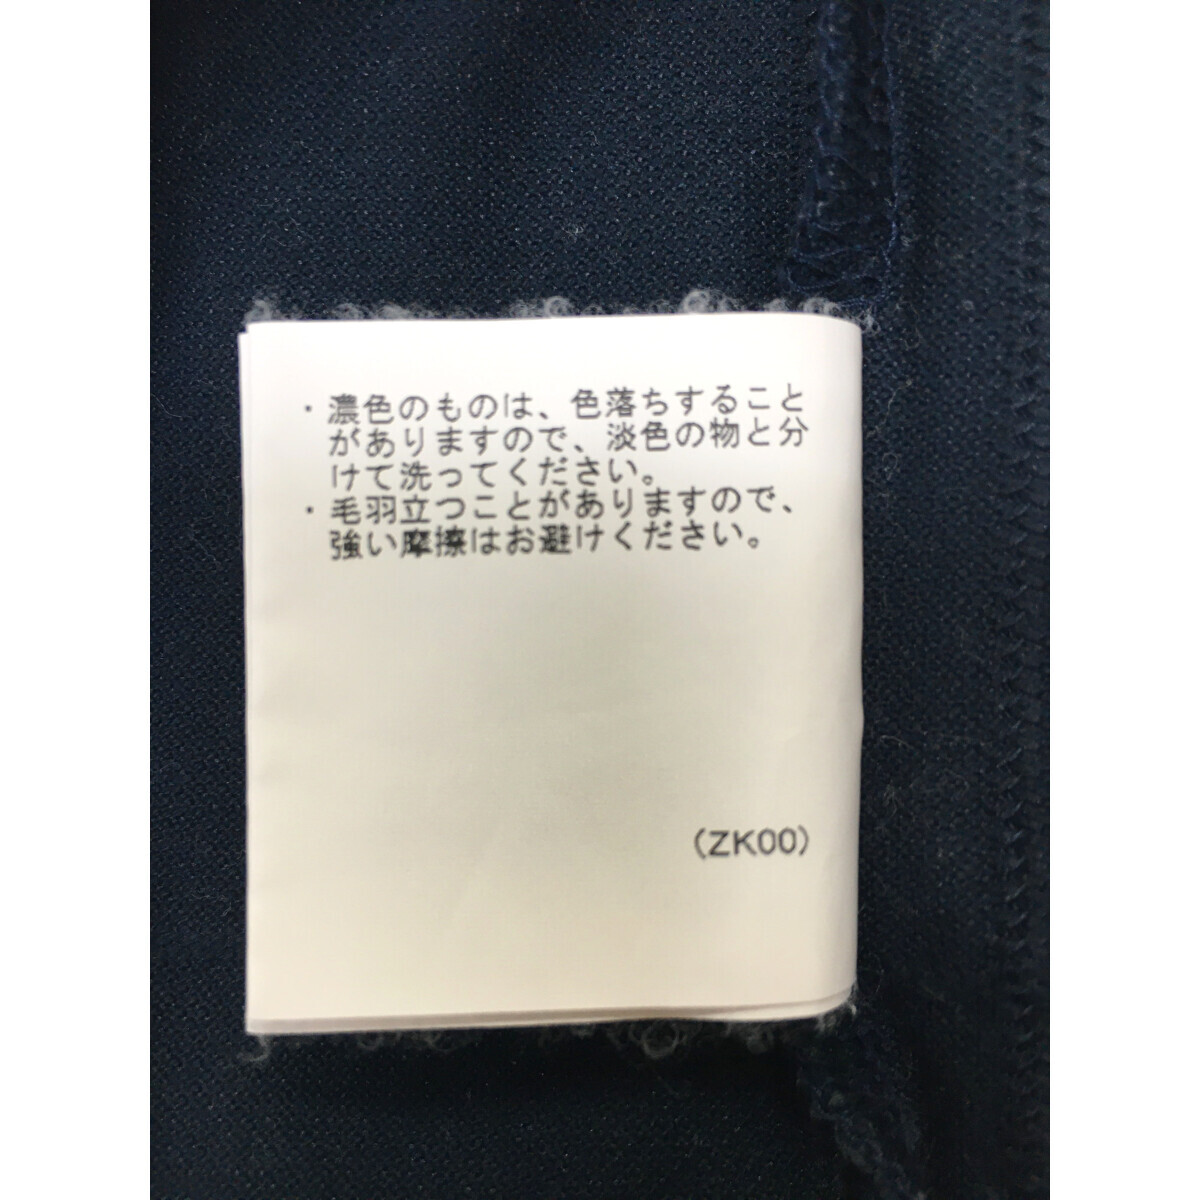 ・濃色のものは、色落ちすること
がありますので、淡色の物と分
けて洗ってください。
・毛羽立つことがありますので、
強い摩擦はお避けください。
(ZK00)